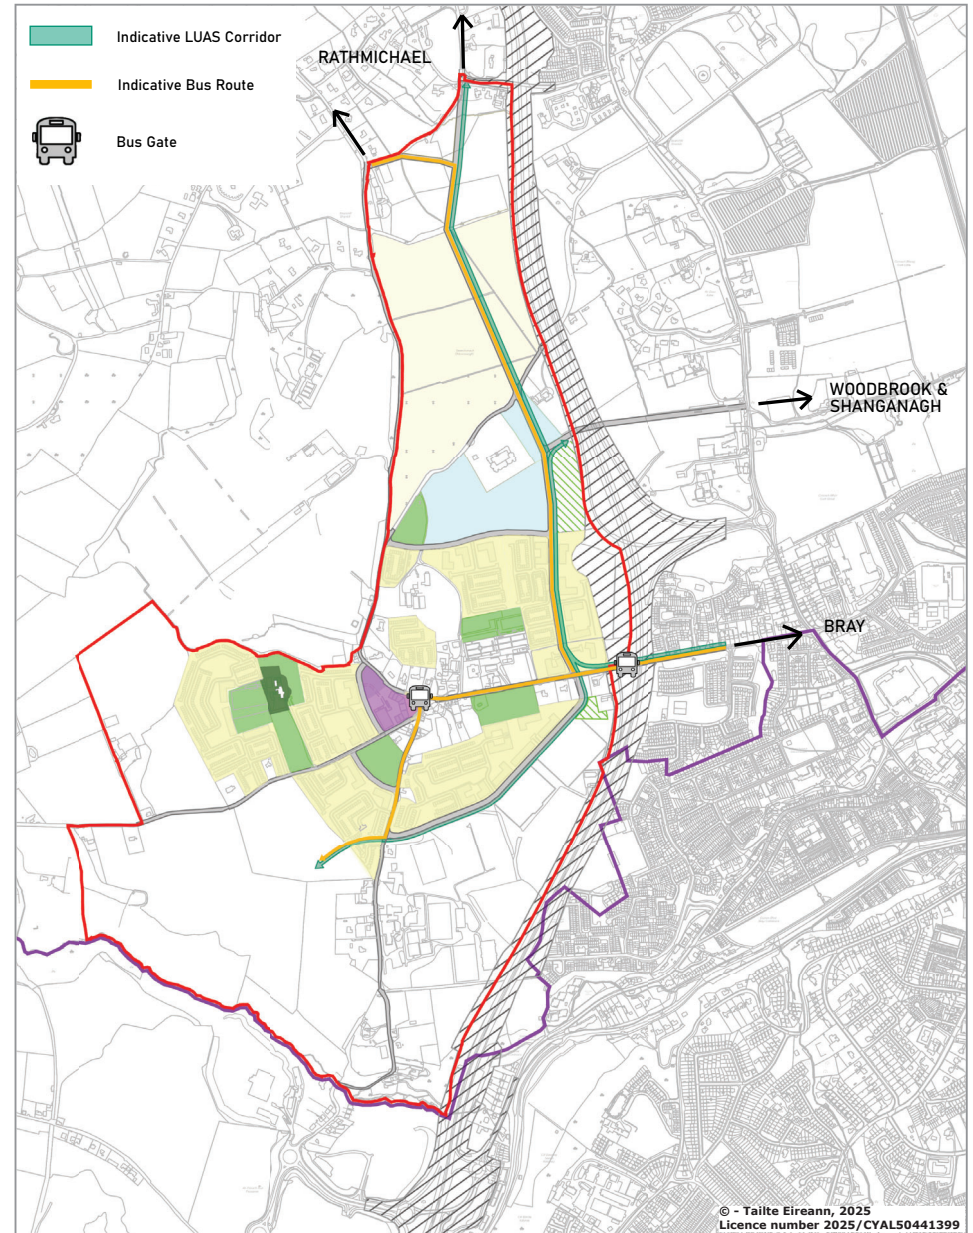 Indicative LUAS Corridor
Indicative Bus Route
Bus Gate
RATHMICHAEL
WOODBROOK &
SHANGANAGH
BRAY
© - Tailte Eireann, 2025
Licence number 2025/CYAL50441399